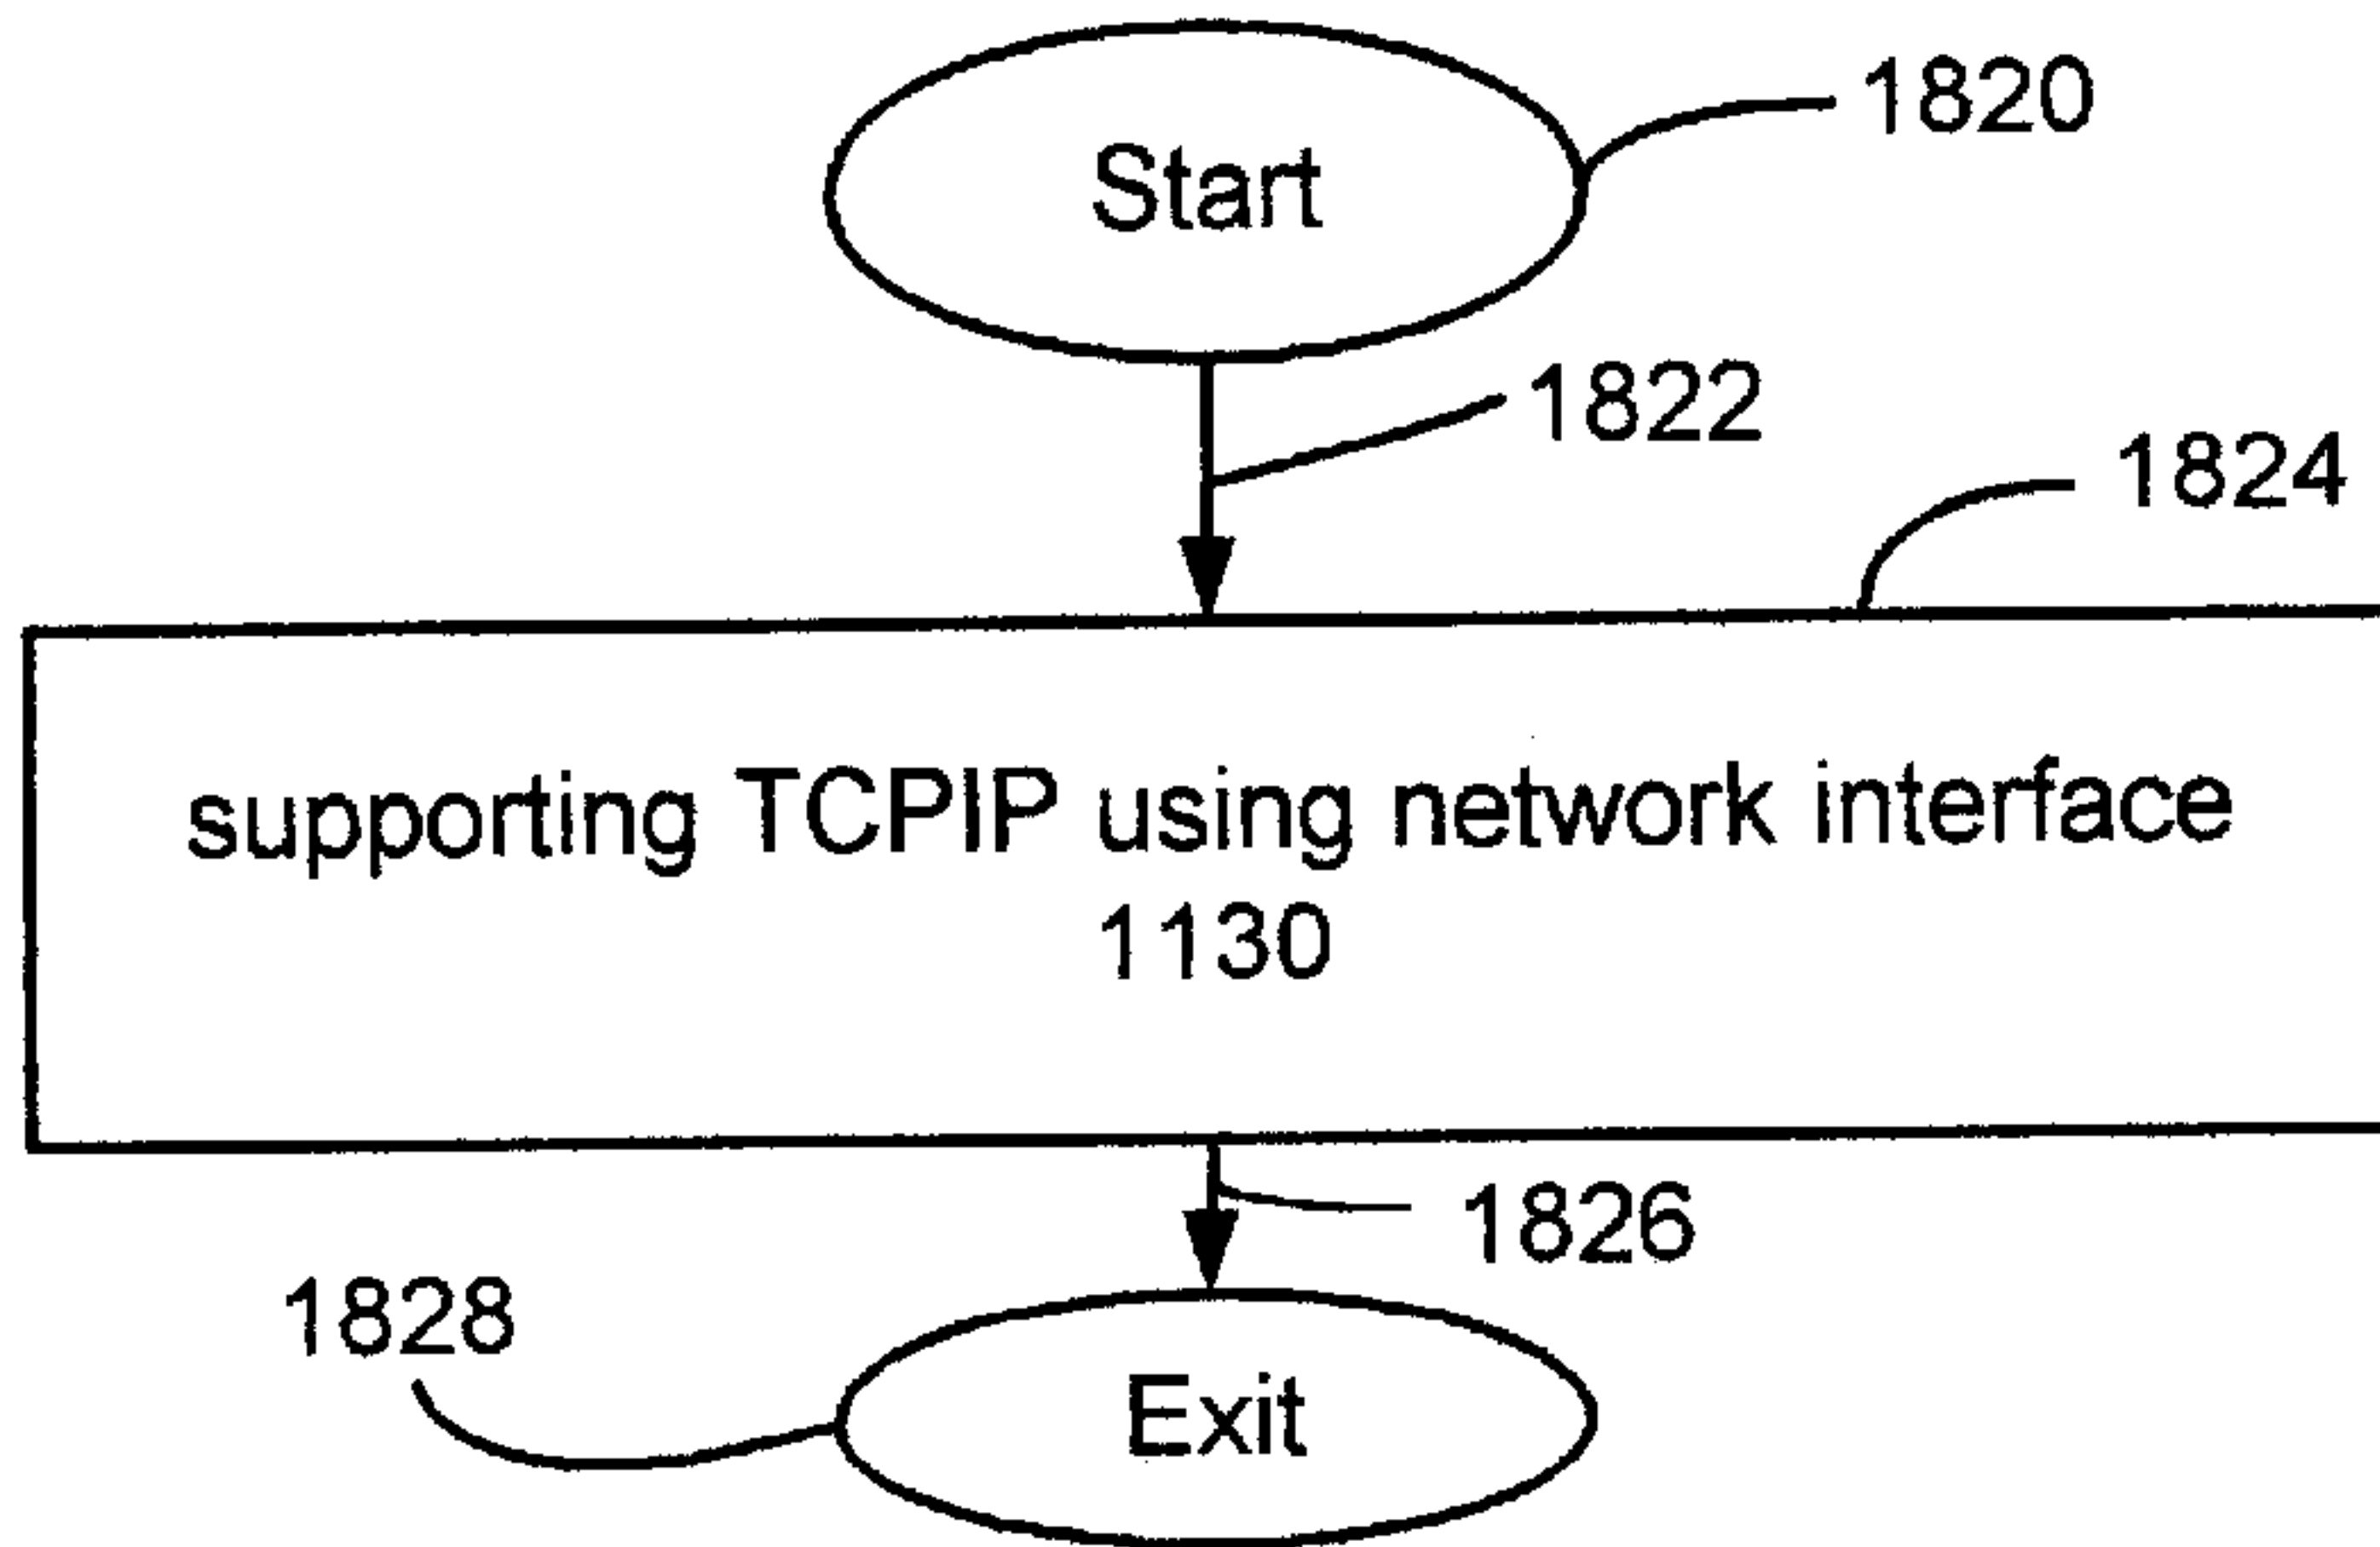 Start
1820
1822
1824
supporting TCPIP using network interface
1130
1826
1828
Exit